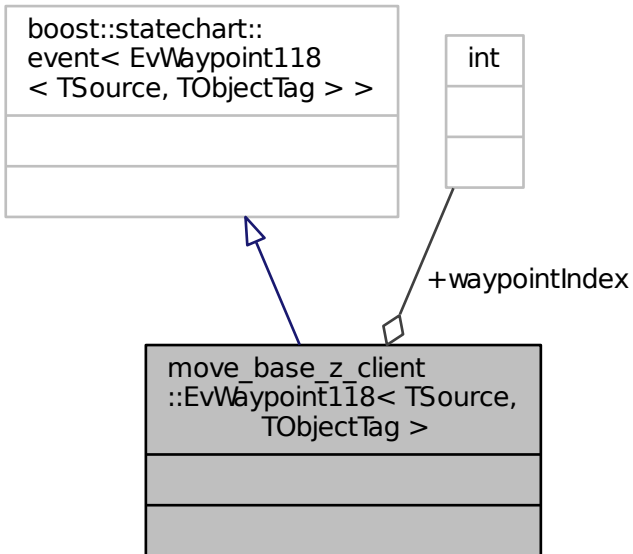 boost::statechart::
event< EvWaypoint118
< TSource, TObjectTag > >
int
+waypointIndex
move_base_z_client
::EvWaypoint118< TSource,
TObjectTag >